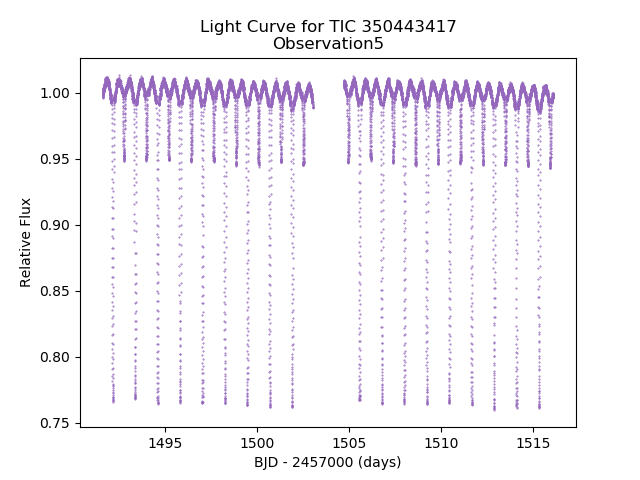 Light Curve for TIC 350443417
Observation5
1.00
0.95
0.90
0.85
0.80
0.75
Relative Flux
1495
1500
1505
1510
1515
BJD - 2457000 (days)